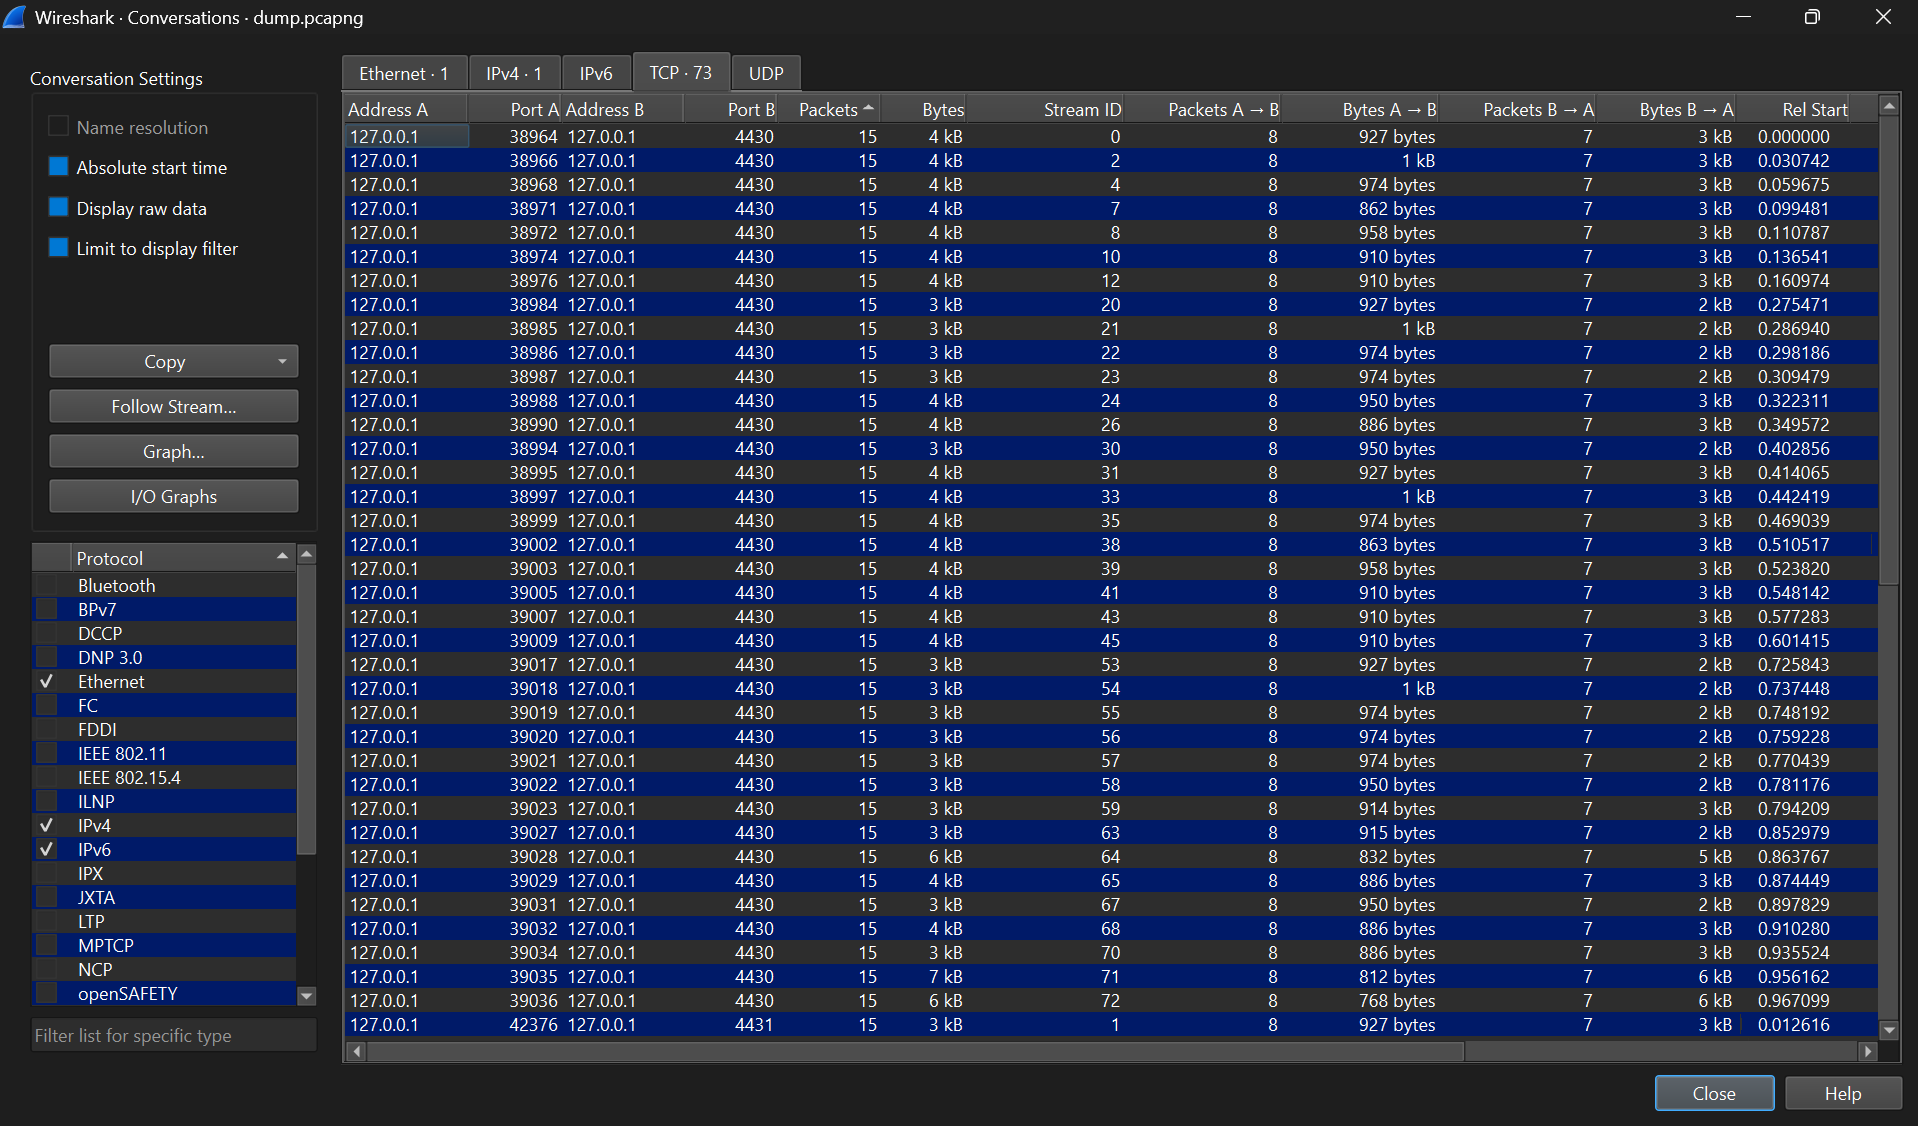 Wireshark · Conversations · dump.pcapng
Conversation Settings
Name resolution
Absolute start time
Display raw data
Limit to display filter
Copy
Follow Stream...
Graph...
I/O Graphs
Protocol
Bluetooth
BPv7
DCCP
DNP 3.0
Ethernet
FC
FDDI
IEEE 802.11
IEEE 802.15.4
ILNP
IPv4
IPv6
IPX
JXTA
LTP
MPTCP
NCP
openSAFETY
Filter list for specific type
Ethernet · 1 IPv4 · 1 IPv6 TCP · 73 UDP
Address A Port A Address B Port B Packets Bytes Stream ID Packets A → B Bytes A → B Packets B → A Bytes B → A Rel Start
127.0.0.1 38964 127.0.0.1 4430 15 4 kB 0 8 927 bytes 7 3 kB 0.000000
127.0.0.1 38966 127.0.0.1 4430 15 4 kB 2 8 1 kB 7 3 kB 0.030742
127.0.0.1 38968 127.0.0.1 4430 15 4 kB 4 8 974 bytes 7 3 kB 0.059675
127.0.0.1 38971 127.0.0.1 4430 15 4 kB 7 8 862 bytes 7 3 kB 0.099481
127.0.0.1 38972 127.0.0.1 4430 15 4 kB 8 8 958 bytes 7 3 kB 0.110787
127.0.0.1 38974 127.0.0.1 4430 15 4 kB 10 8 910 bytes 7 3 kB 0.136541
127.0.0.1 38976 127.0.0.1 4430 15 4 kB 12 8 910 bytes 7 3 kB 0.160974
127.0.0.1 38984 127.0.0.1 4430 15 3 kB 20 8 927 bytes 7 2 kB 0.275471
127.0.0.1 38985 127.0.0.1 4430 15 3 kB 21 8 1 kB 7 2 kB 0.286940
127.0.0.1 38986 127.0.0.1 4430 15 3 kB 22 8 974 bytes 7 2 kB 0.298186
127.0.0.1 38987 127.0.0.1 4430 15 3 kB 23 8 974 bytes 7 2 kB 0.309479
127.0.0.1 38988 127.0.0.1 4430 15 4 kB 24 8 950 bytes 7 3 kB 0.322311
127.0.0.1 38990 127.0.0.1 4430 15 4 kB 26 8 886 bytes 7 3 kB 0.349572
127.0.0.1 38994 127.0.0.1 4430 15 3 kB 30 8 950 bytes 7 2 kB 0.402856
127.0.0.1 38995 127.0.0.1 4430 15 4 kB 31 8 927 bytes 7 3 kB 0.414065
127.0.0.1 38997 127.0.0.1 4430 15 4 kB 33 8 1 kB 7 3 kB 0.442419
127.0.0.1 38999 127.0.0.1 4430 15 4 kB 35 8 974 bytes 7 3 kB 0.469039
127.0.0.1 39002 127.0.0.1 4430 15 4 kB 38 8 863 bytes 7 3 kB 0.510517
127.0.0.1 39003 127.0.0.1 4430 15 4 kB 39 8 958 bytes 7 3 kB 0.523820
127.0.0.1 39005 127.0.0.1 4430 15 4 kB 41 8 910 bytes 7 3 kB 0.548142
127.0.0.1 39007 127.0.0.1 4430 15 4 kB 43 8 910 bytes 7 3 kB 0.577283
127.0.0.1 39009 127.0.0.1 4430 15 4 kB 45 8 910 bytes 7 3 kB 0.601415
127.0.0.1 39017 127.0.0.1 4430 15 3 kB 53 8 927 bytes 7 2 kB 0.725843
127.0.0.1 39018 127.0.0.1 4430 15 3 kB 54 8 1 kB 7 2 kB 0.737448
127.0.0.1 39019 127.0.0.1 4430 15 3 kB 55 8 974 bytes 7 2 kB 0.748192
127.0.0.1 39020 127.0.0.1 4430 15 3 kB 56 8 974 bytes 7 2 kB 0.759228
127.0.0.1 39021 127.0.0.1 4430 15 3 kB 57 8 974 bytes 7 2 kB 0.770439
127.0.0.1 39022 127.0.0.1 4430 15 3 kB 58 8 950 bytes 7 2 kB 0.781176
127.0.0.1 39023 127.0.0.1 4430 15 3 kB 59 8 914 bytes 7 3 kB 0.794209
127.0.0.1 39027 127.0.0.1 4430 15 3 kB 63 8 915 bytes 7 2 kB 0.852979
127.0.0.1 39028 127.0.0.1 4430 15 6 kB 64 8 832 bytes 7 5 kB 0.863767
127.0.0.1 39029 127.0.0.1 4430 15 4 kB 65 8 886 bytes 7 3 kB 0.874449
127.0.0.1 39031 127.0.0.1 4430 15 3 kB 67 8 950 bytes 7 2 kB 0.897829
127.0.0.1 39032 127.0.0.1 4430 15 4 kB 68 8 886 bytes 7 3 kB 0.910280
127.0.0.1 39034 127.0.0.1 4430 15 3 kB 70 8 886 bytes 7 3 kB 0.935524
127.0.0.1 39035 127.0.0.1 4430 15 7 kB 71 8 812 bytes 7 6 kB 0.956162
127.0.0.1 39036 127.0.0.1 4430 15 6 kB 72 8 768 bytes 7 6 kB 0.967099
127.0.0.1 42376 127.0.0.1 4431 15 3 kB 1 8 927 bytes 7 3 kB 0.012616
Close Help